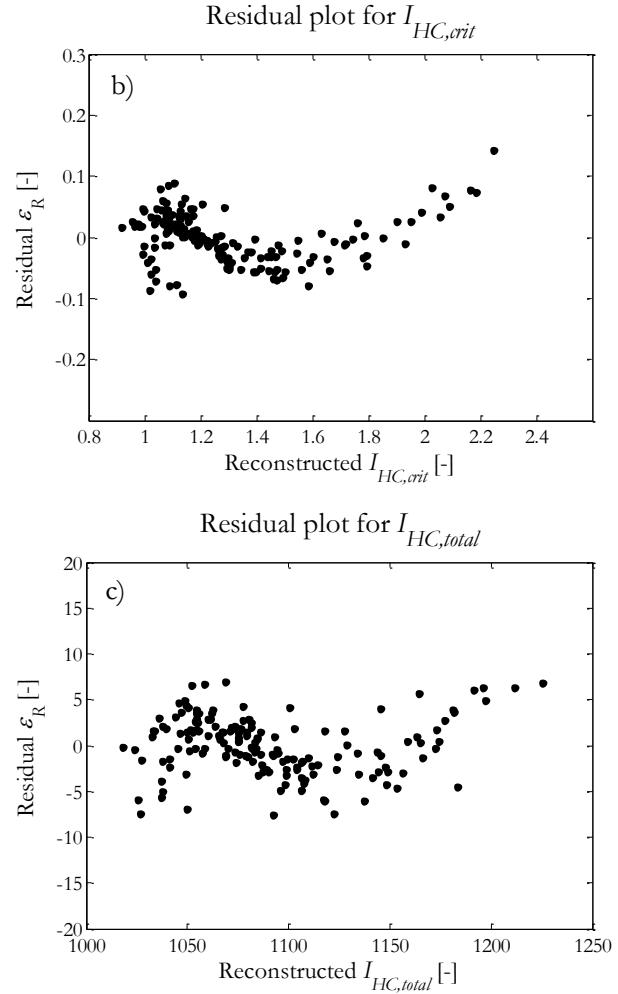 Residual plot for I_HC,crit
b)
0.3
0.2
0.1
0
-0.1
-0.2
Residual ε_R [-]
0.8 1 1.2 1.4 1.6 1.8 2 2.2 2.4
Reconstructed I_HC,crit [-]
Residual plot for I_HC,total
c)
20
15
10
5
0
-5
-10
-15
-20
Residual ε_R [-]
1000 1050 1100 1150 1200 1250
Reconstructed I_HC,total [-]